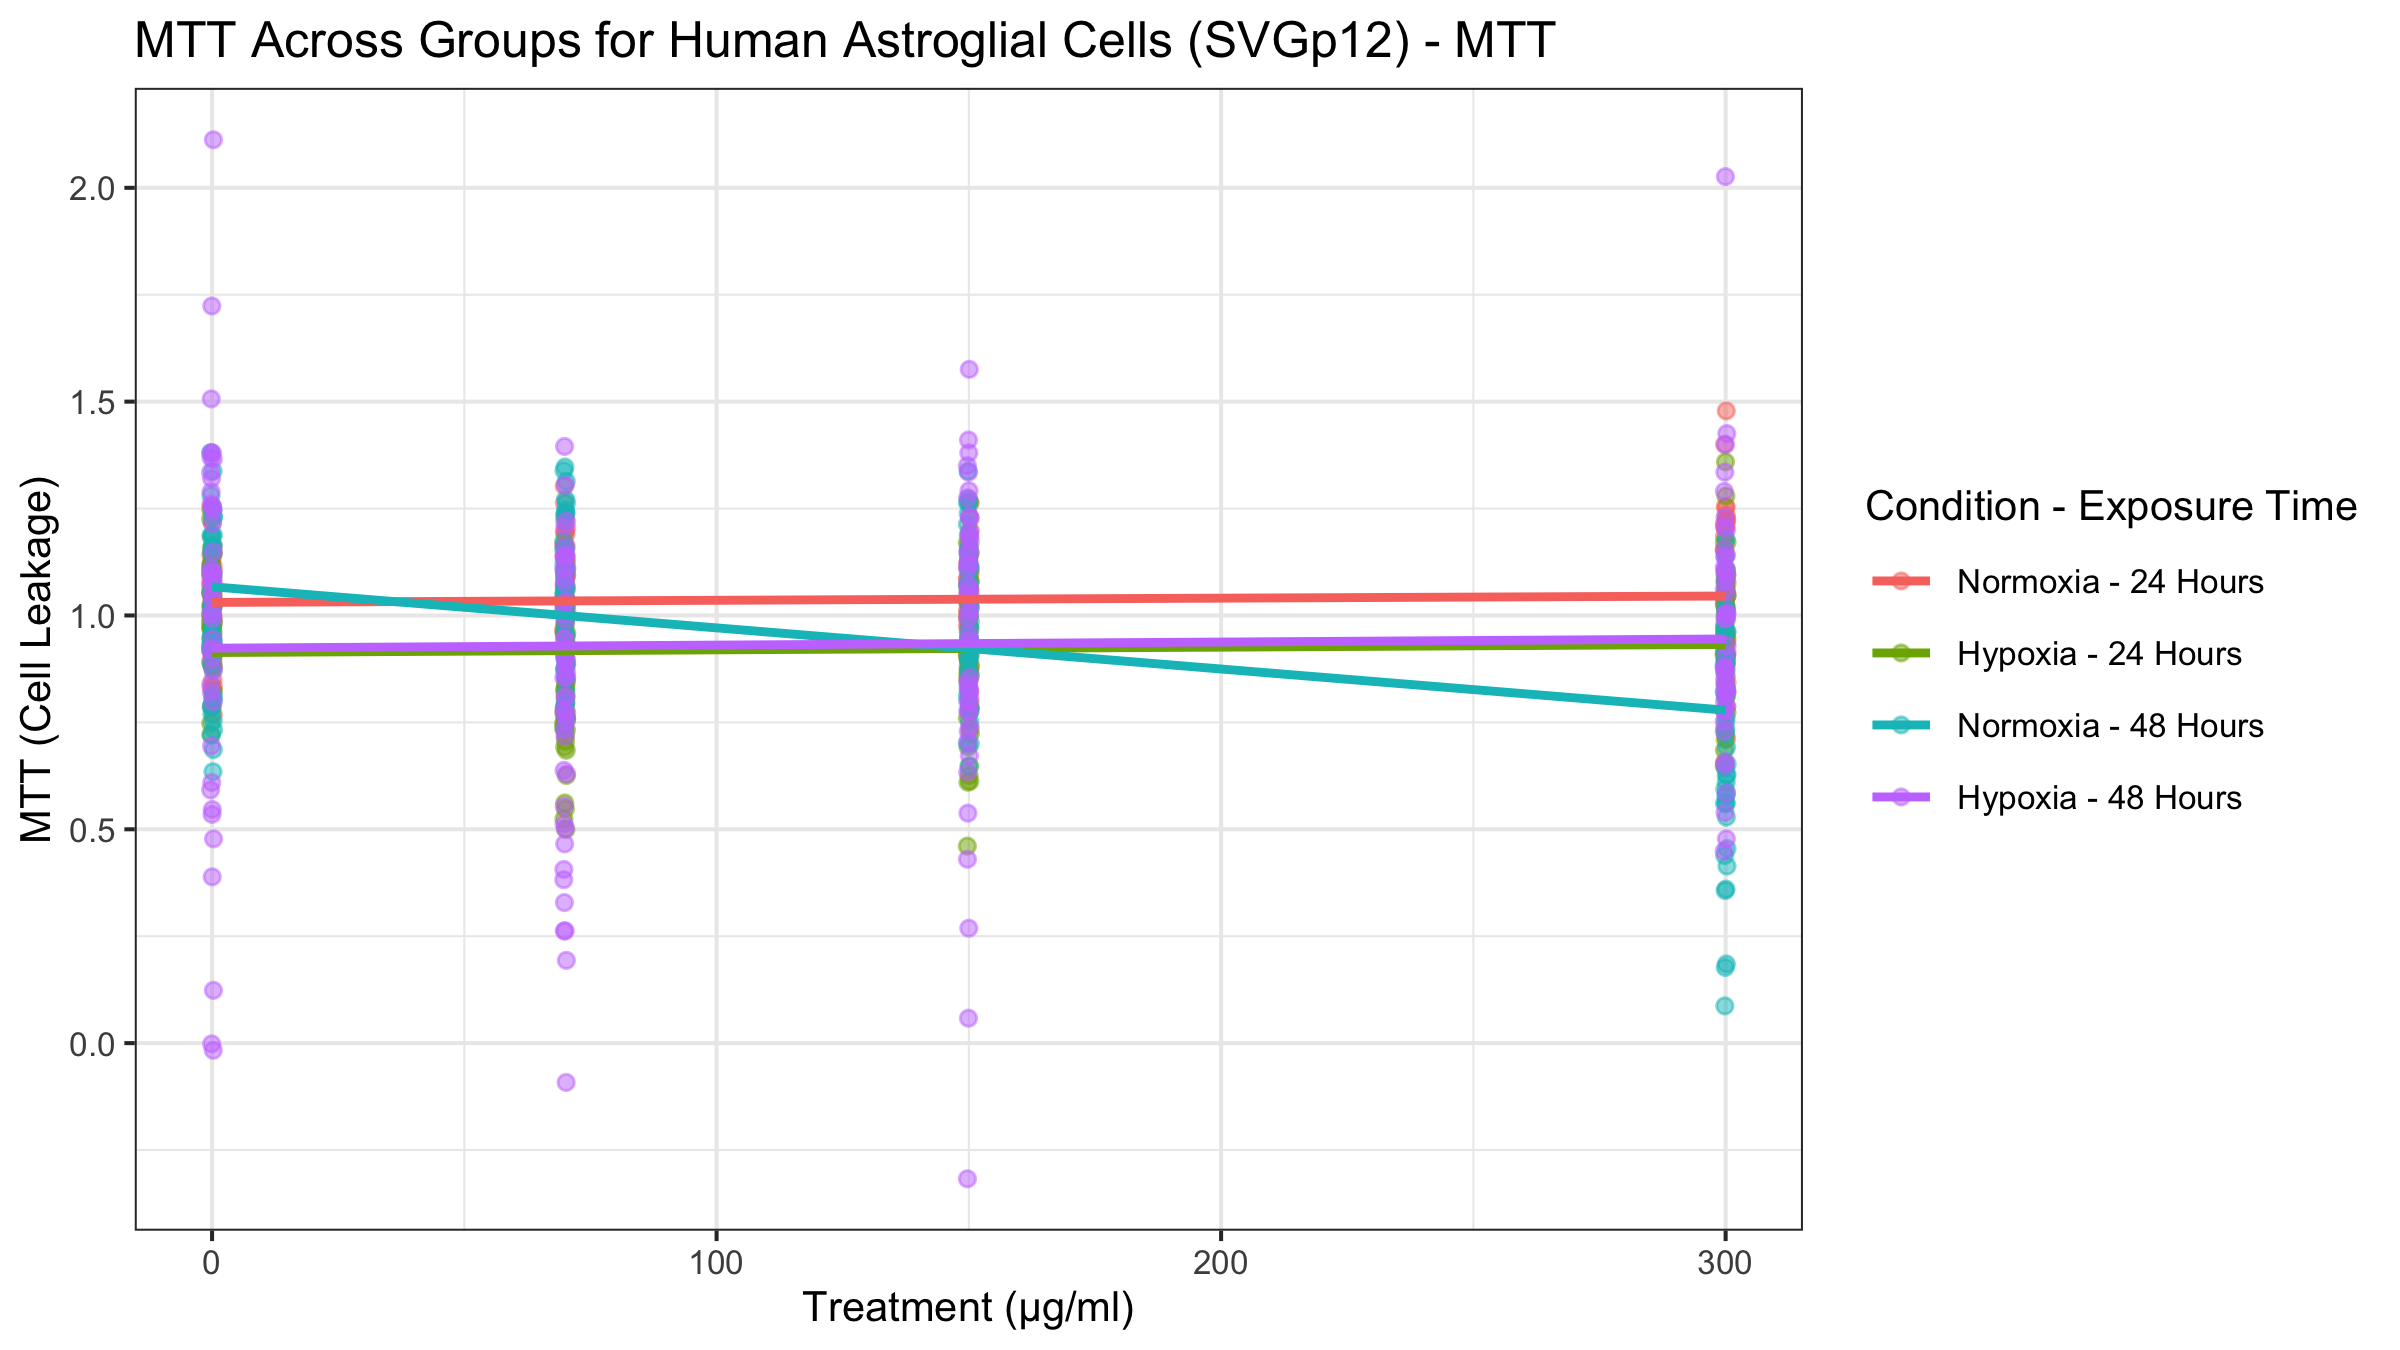 MTT Across Groups for Human Astroglial Cells (SVGp12) - MTT
MTT (Cell Leakage)
2.0
1.5
1.0
0.5
0.0
0 100 200 300
Treatment (μg/ml)
Condition - Exposure Time
Normoxia - 24 Hours
Hypoxia - 24 Hours
Normoxia - 48 Hours
Hypoxia - 48 Hours